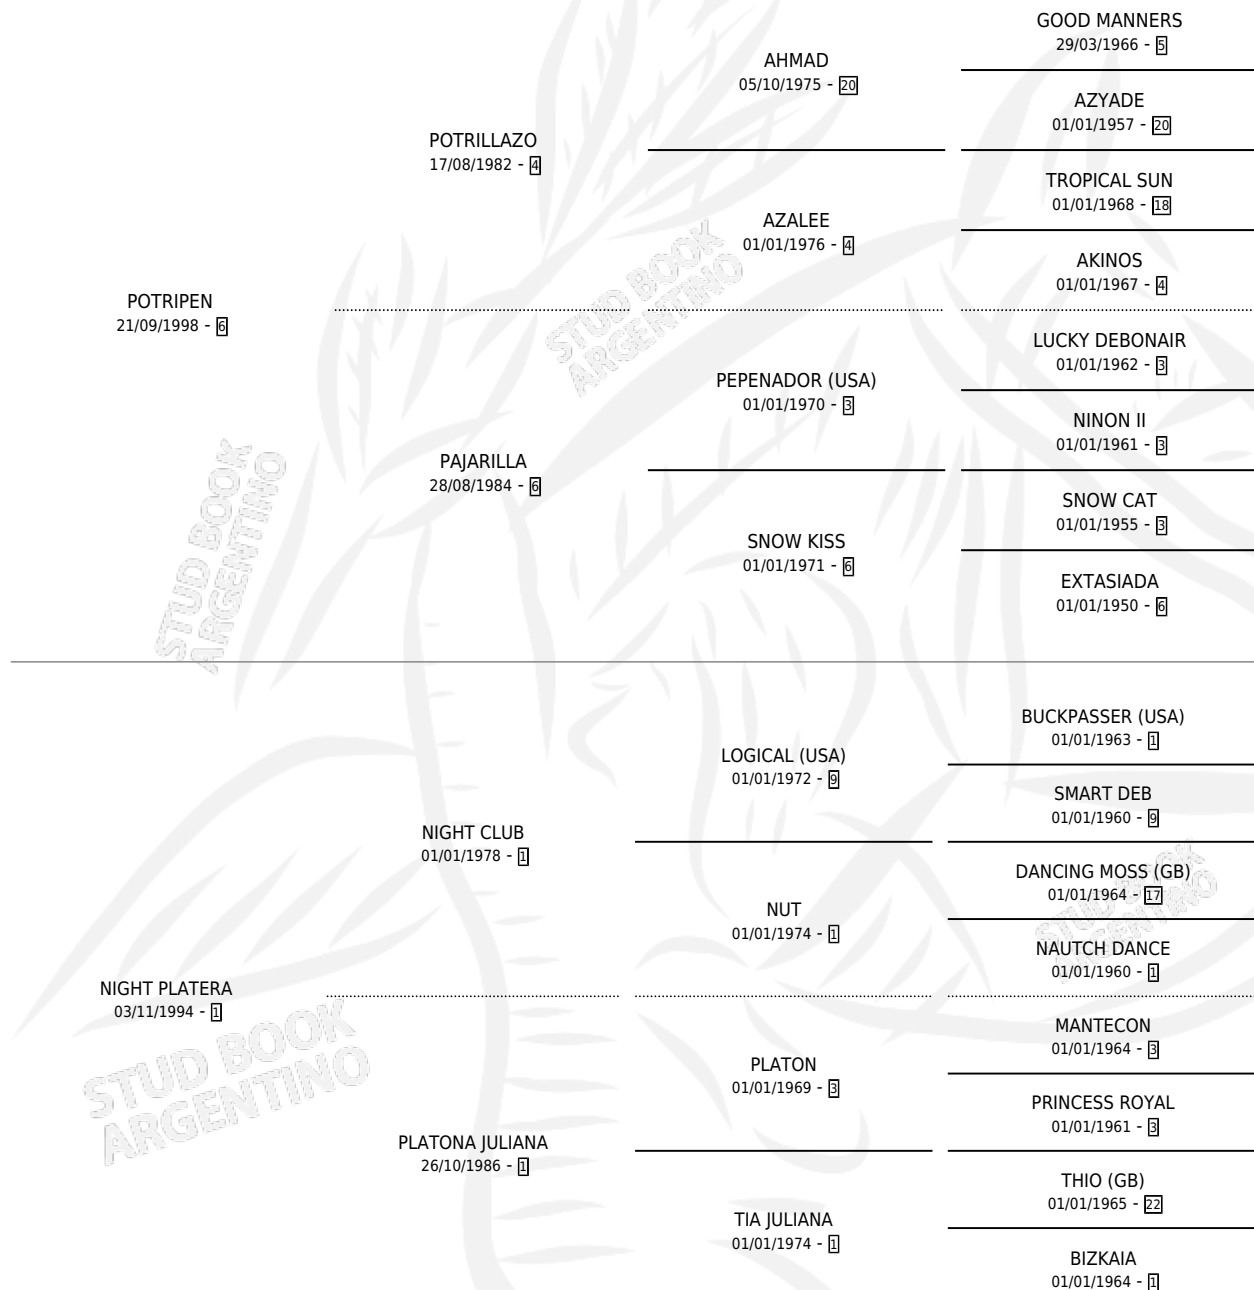 GOOD MANNERS
29/03/1966 - 5
AHMAD
05/10/1975 - 20
AZYADE
01/01/1957 - 20
POTRILLAZO
17/08/1982 - 4
TROPICAL SUN
01/01/1968 - 18
AZALEE
01/01/1976 - 4
AKINOS
01/01/1967 - 4
POTRIPEN
21/09/1998 - 6
LUCKY DEBONAIR
01/01/1962 - 3
PEPENADOR (USA)
01/01/1970 - 3
NINON II
01/01/1961 - 3
PAJARILLA
28/08/1984 - 6
SNOW CAT
01/01/1955 - 3
SNOW KISS
01/01/1971 - 6
EXTASIADA
01/01/1950 - 6
BUCKPASSER (USA)
01/01/1963 - 1
LOGICAL (USA)
01/01/1972 - 9
SMART DEB
01/01/1960 - 9
NIGHT CLUB
01/01/1978 - 1
DANCING MOSS (GB)
01/01/1964 - 17
NUT
01/01/1974 - 1
NAUTCH DANCE
01/01/1960 - 1
NIGHT PLATERA
03/11/1994 - 1
MANTECON
01/01/1964 - 3
PLATON
01/01/1969 - 3
PRINCESS ROYAL
01/01/1961 - 3
PLATONA JULIANA
26/10/1986 - 1
THIO (GB)
01/01/1965 - 22
TIA JULIANA
01/01/1974 - 1
BIZKAIA
01/01/1964 - 1
STUD BOOK
ARGENTINO
STUD BOOK
ARGENTINO
STUD BOOK
ARGENTINO
STUD BOOK
ARGENTINO